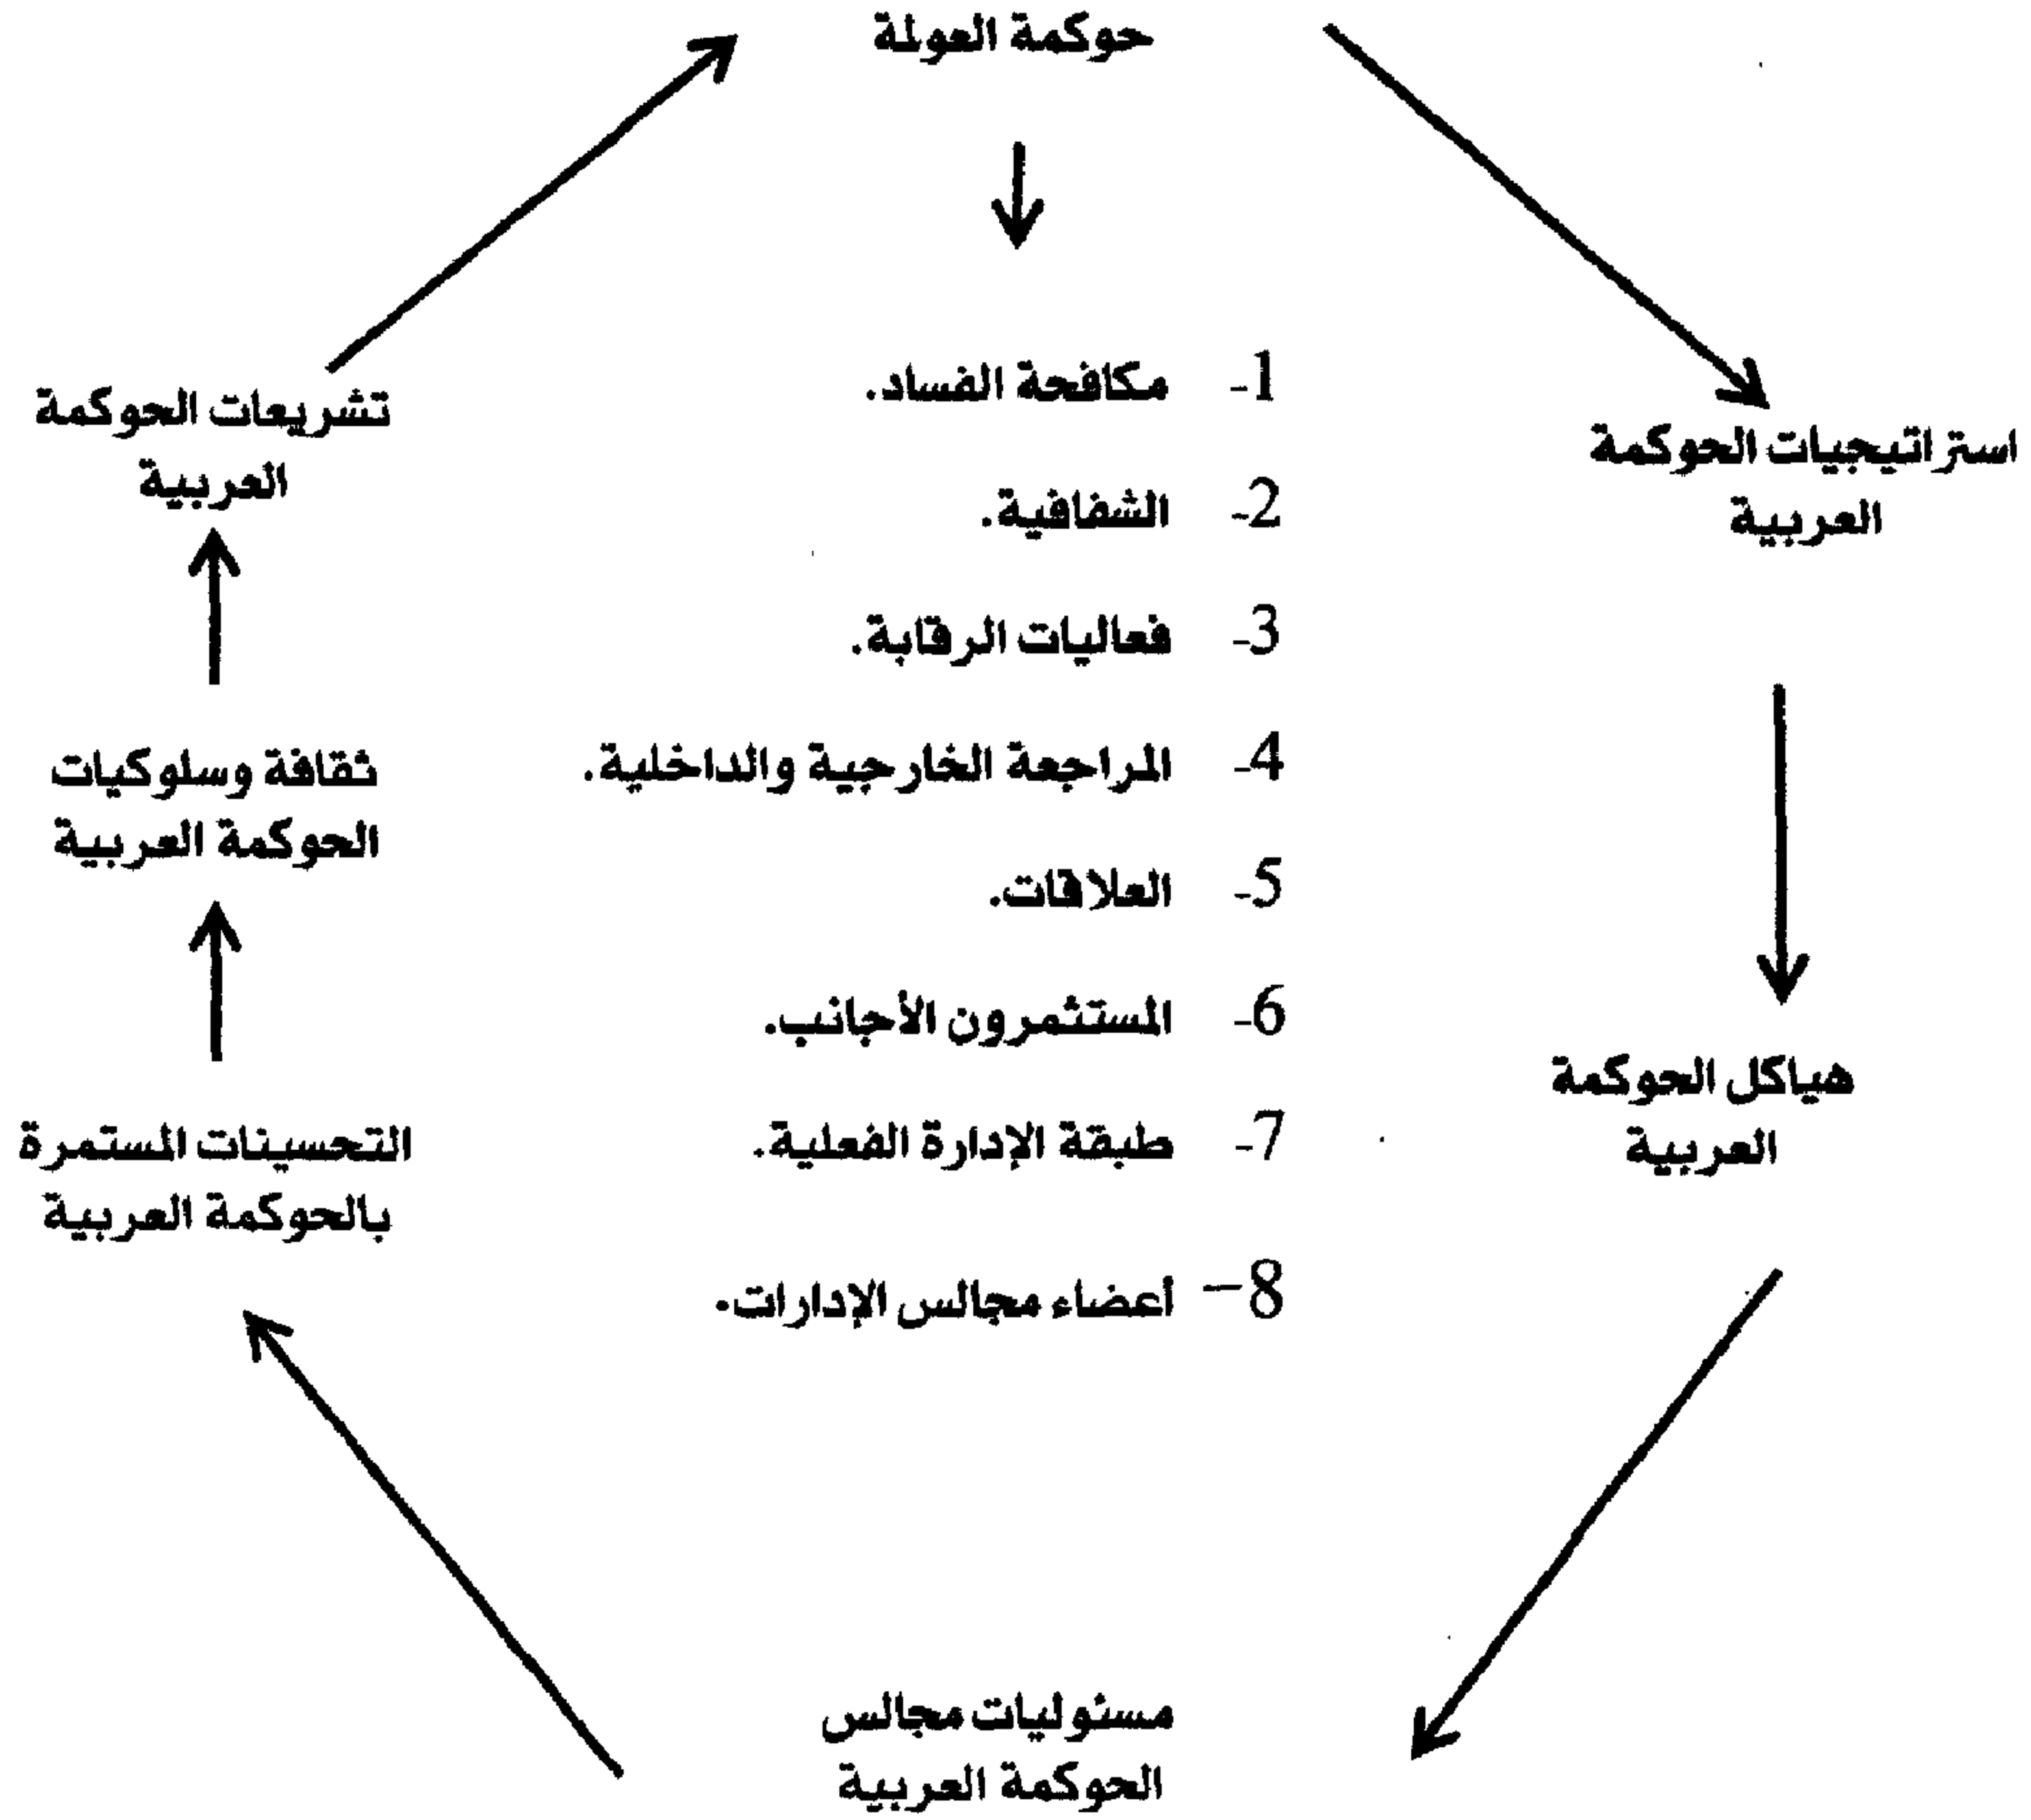 حوكمة العولمة
استراتيجيات الحوكمة
العربية
هياكل الحوكمة
العربية
مسئوليات مجالس
الحوكمة العربية
التحسينات المستمرة
بالحوكمة العربية
ثقافة وسلوكيات
الحوكمة العربية
تشريعات الحوكمة
العربية
1- مكافحة الفساد.
2- الشفافية.
3- فعاليات الرقابة.
4- المراجعة الخارجية والداخلية.
5- العلاقات.
6- المستثمرون الأجانب.
7- طبقة الإدارة الفعلية.
8- أعضاء مجالس الإدارات.